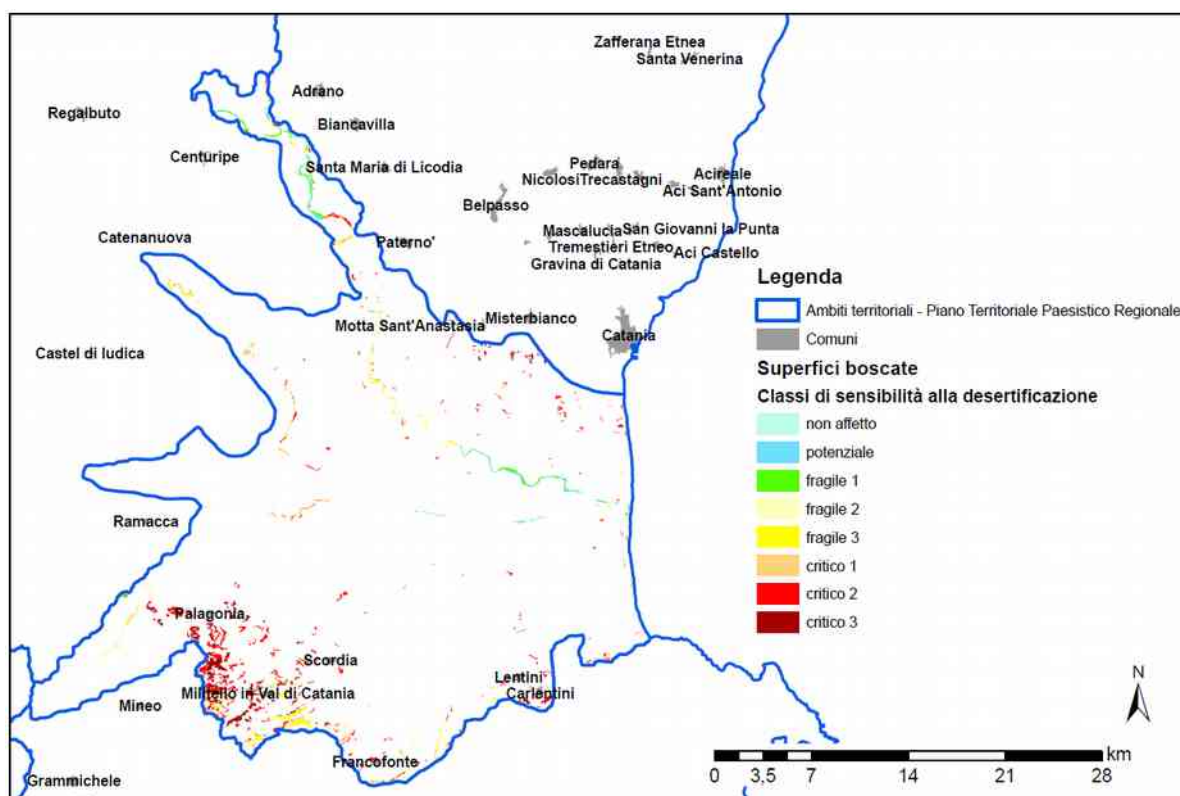 Zafferana Etnea
Santa Venerina
Adrano
Regalbuto
Biancavilla
Centuripe
Santa Maria di Licodia
Pedara
Acireale
Nicolosi
Trecastagni
Aci Sant'Antonio
Belpasso
Mascalucia
San Giovanni la Punta
Catenanuova
Paterno'
Tremestieri Etneo
Aci Castello
Gravina di Catania
Motta Sant'Anastasia
Misterbianco
Catania
Castel di Iudica
Ramacca
Palagonia
Scordia
Lentini
Militello in Val di Catania
Carlentini
Mineo
Francofonte
Grammichele
Legenda
Ambiti territoriali - Piano Territoriale Paesistico Regionale
Comuni
Superfici boscate
Classi di sensibilità alla desertificazione
non affetto
potenziale
fragile 1
fragile 2
fragile 3
critico 1
critico 2
critico 3
N
km
0 3,5 7 14 21 28